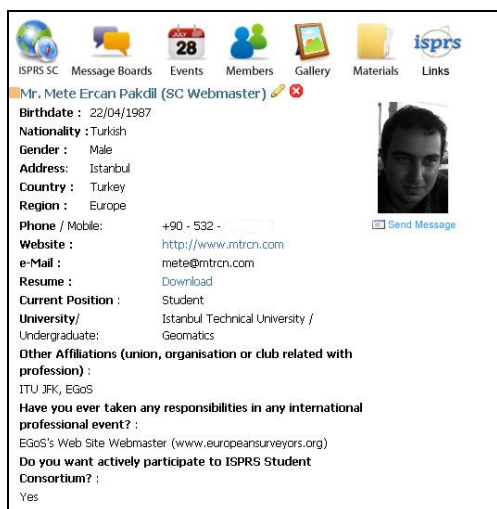 JULY
28
isprs
ISPRS SC Message Boards Events Members Gallery Materials Links
Mr. Mete Ercan Pakdil (SC Webmaster)
Birthdate : 22/04/1987
Nationality : Turkish
Gender : Male
Address: Istanbul
Country : Turkey
Region : Europe
Phone / Mobile: +90 - 532 -
Send Message
Website : http://www.mtrcn.com
e-Mail : mete@mtrcn.com
Resume : Download
Current Position : Student
University/ Istanbul Technical University /
Undergraduate: Geomatics
Other Affiliations (union, organisation or club related with
profession) :
ITU JFK, EGoS
Have you ever taken any responsibilities in any international
professional event? :
EGoS's Web Site Webmaster (www.europeansurveyors.org)
Do you want actively participate to ISPRS Student
Consortium? :
Yes